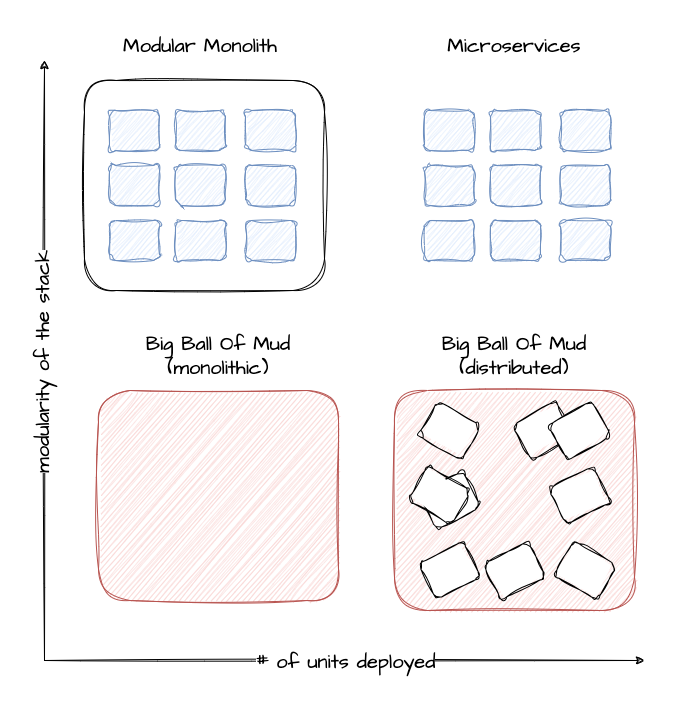 Modular Monolith
Microservices
modularity of the stack
Big Ball Of Mud
(monolithic)
Big Ball Of Mud
(distributed)
# of units deployed